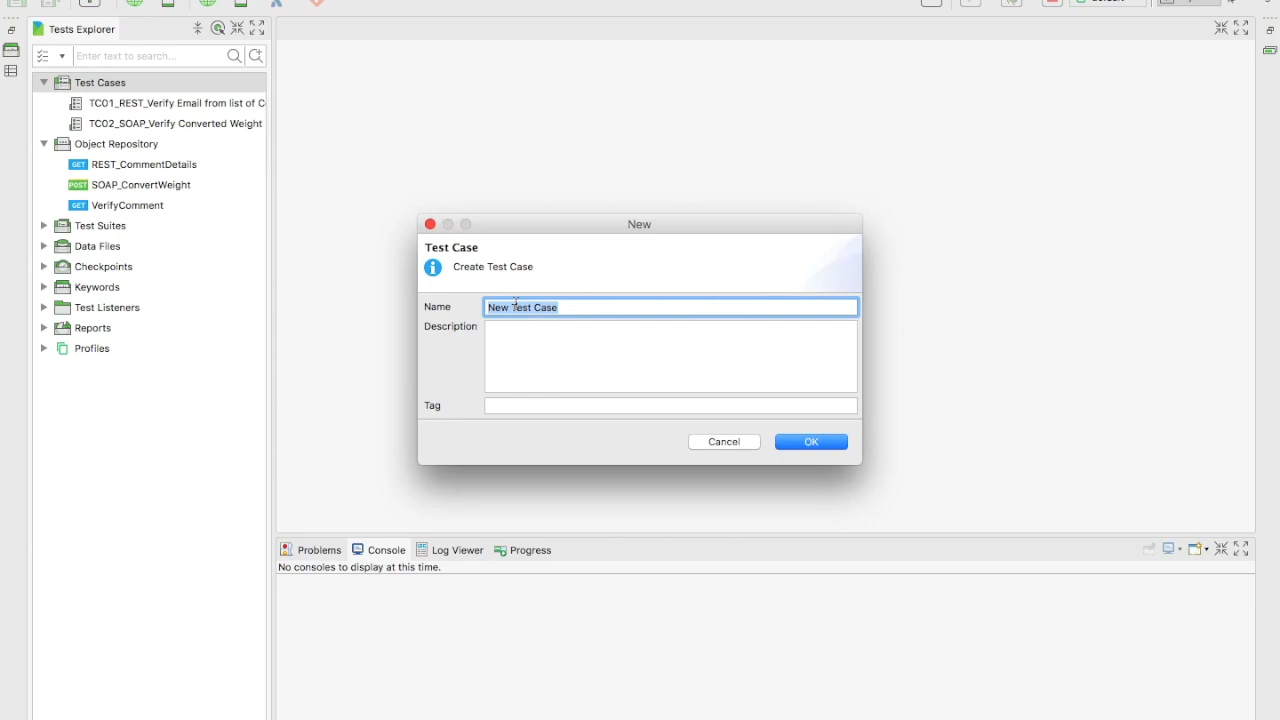 Tests Explorer
Enter text to search...
Test Cases
TC01_REST_Verify Email from list of C
TC02_SOAP_Verify Converted Weight
Object Repository
GET REST_CommentDetails
POST SOAP_ConvertWeight
GET VerifyComment
Test Suites
Data Files
Checkpoints
Keywords
Test Listeners
Reports
Profiles
New
Test Case
Create Test Case
Name New Test Case
Description
Tag
Cancel OK
Problems Console Log Viewer Progress
No consoles to display at this time.